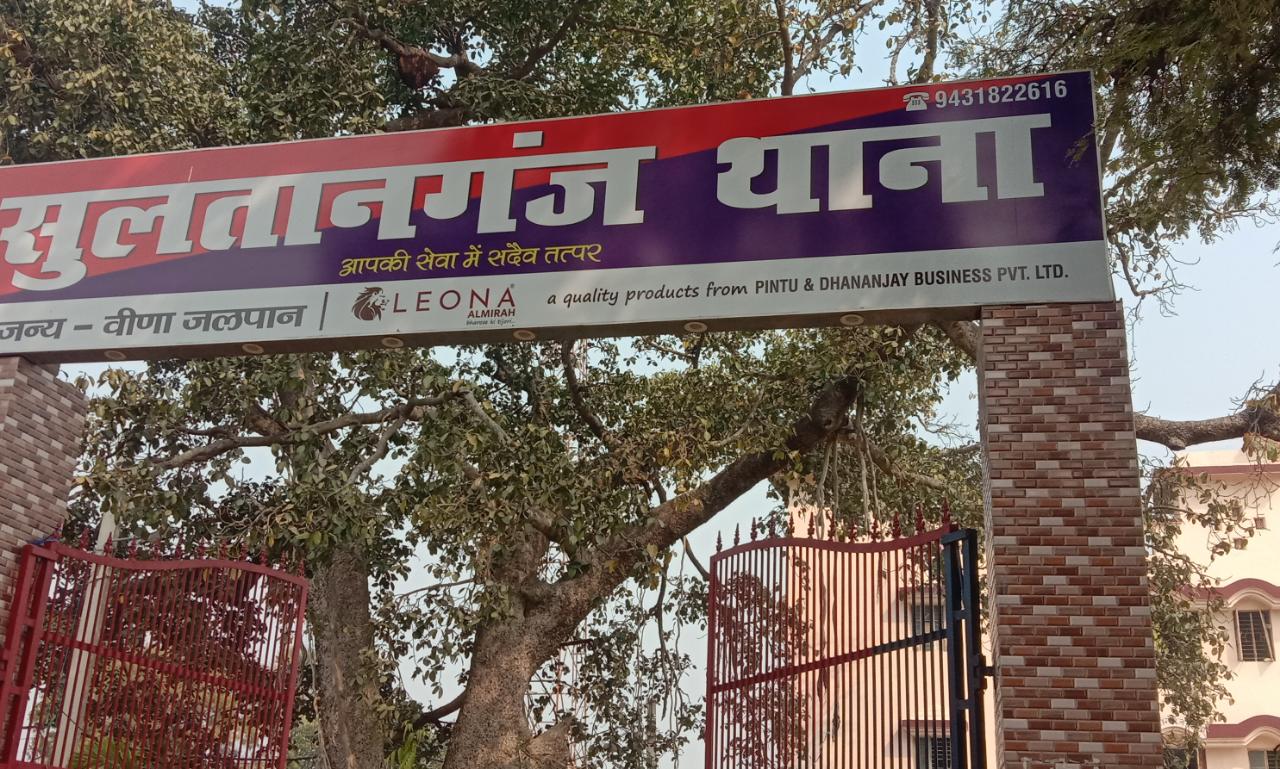 9431822616
सुलतानगंज थाना
आपकी सेवा में सदैव तत्पर
जन्य - वीणा जलपान | LEONA ALMIRAH a quality products from PINTU & DHANANJAY BUSINESS PVT. LTD.